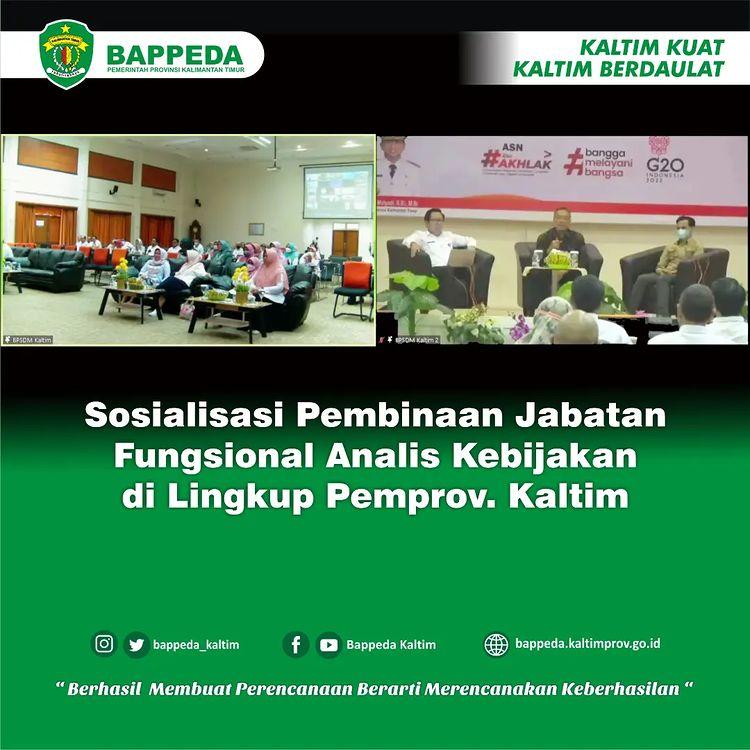 BAPPEDA
PEMERINTAH PROVINSI KALIMANTAN TIMUR
KALTIM KUAT
KALTIM BERDAULAT
ASN
#AKHLAK
#bangga
melayani
bangsa
G20
INDONESIA
2022
BPSDM Kaltim
BPSDM Kaltim 2
Sosialisasi Pembinaan Jabatan
Fungsional Analis Kebijakan
di Lingkup Pemprov. Kaltim
bappeda_kaltim
Bappeda Kaltim
bappeda.kaltimprov.go.id
“ Berhasil Membuat Perencanaan Berarti Merencanakan Keberhasilan “